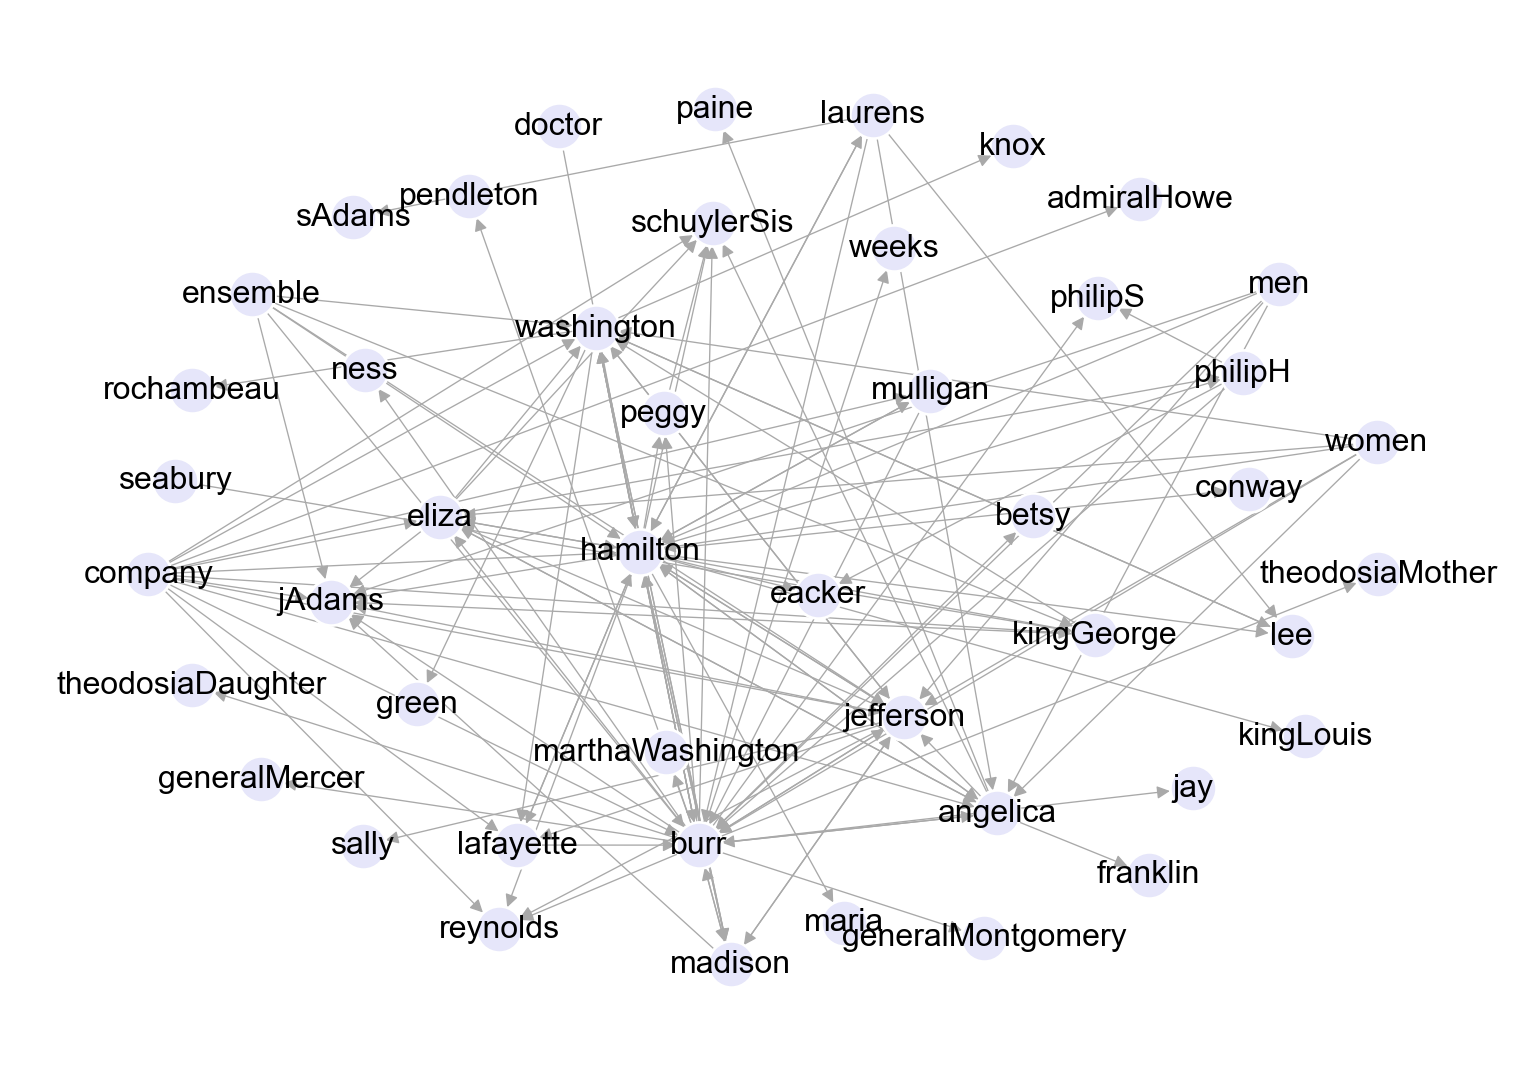 paine
laurens
doctor
knox
pendleton
sAdams
admiralHowe
schuylerSis
weeks
ensemble
philipS
men
washington
ness
rochambeau
philipH
mulligan
peggy
women
seabury
conway
eliza
betsy
hamilton
company
theodosiaMother
jAdams
eacker
kingGeorge
lee
theodosiaDaughter
green
jefferson
kingLouis
marthaWashington
generalMercer
jay
angelica
sally
lafayette
burr
franklin
reynolds
maria
generalMontgomery
madison